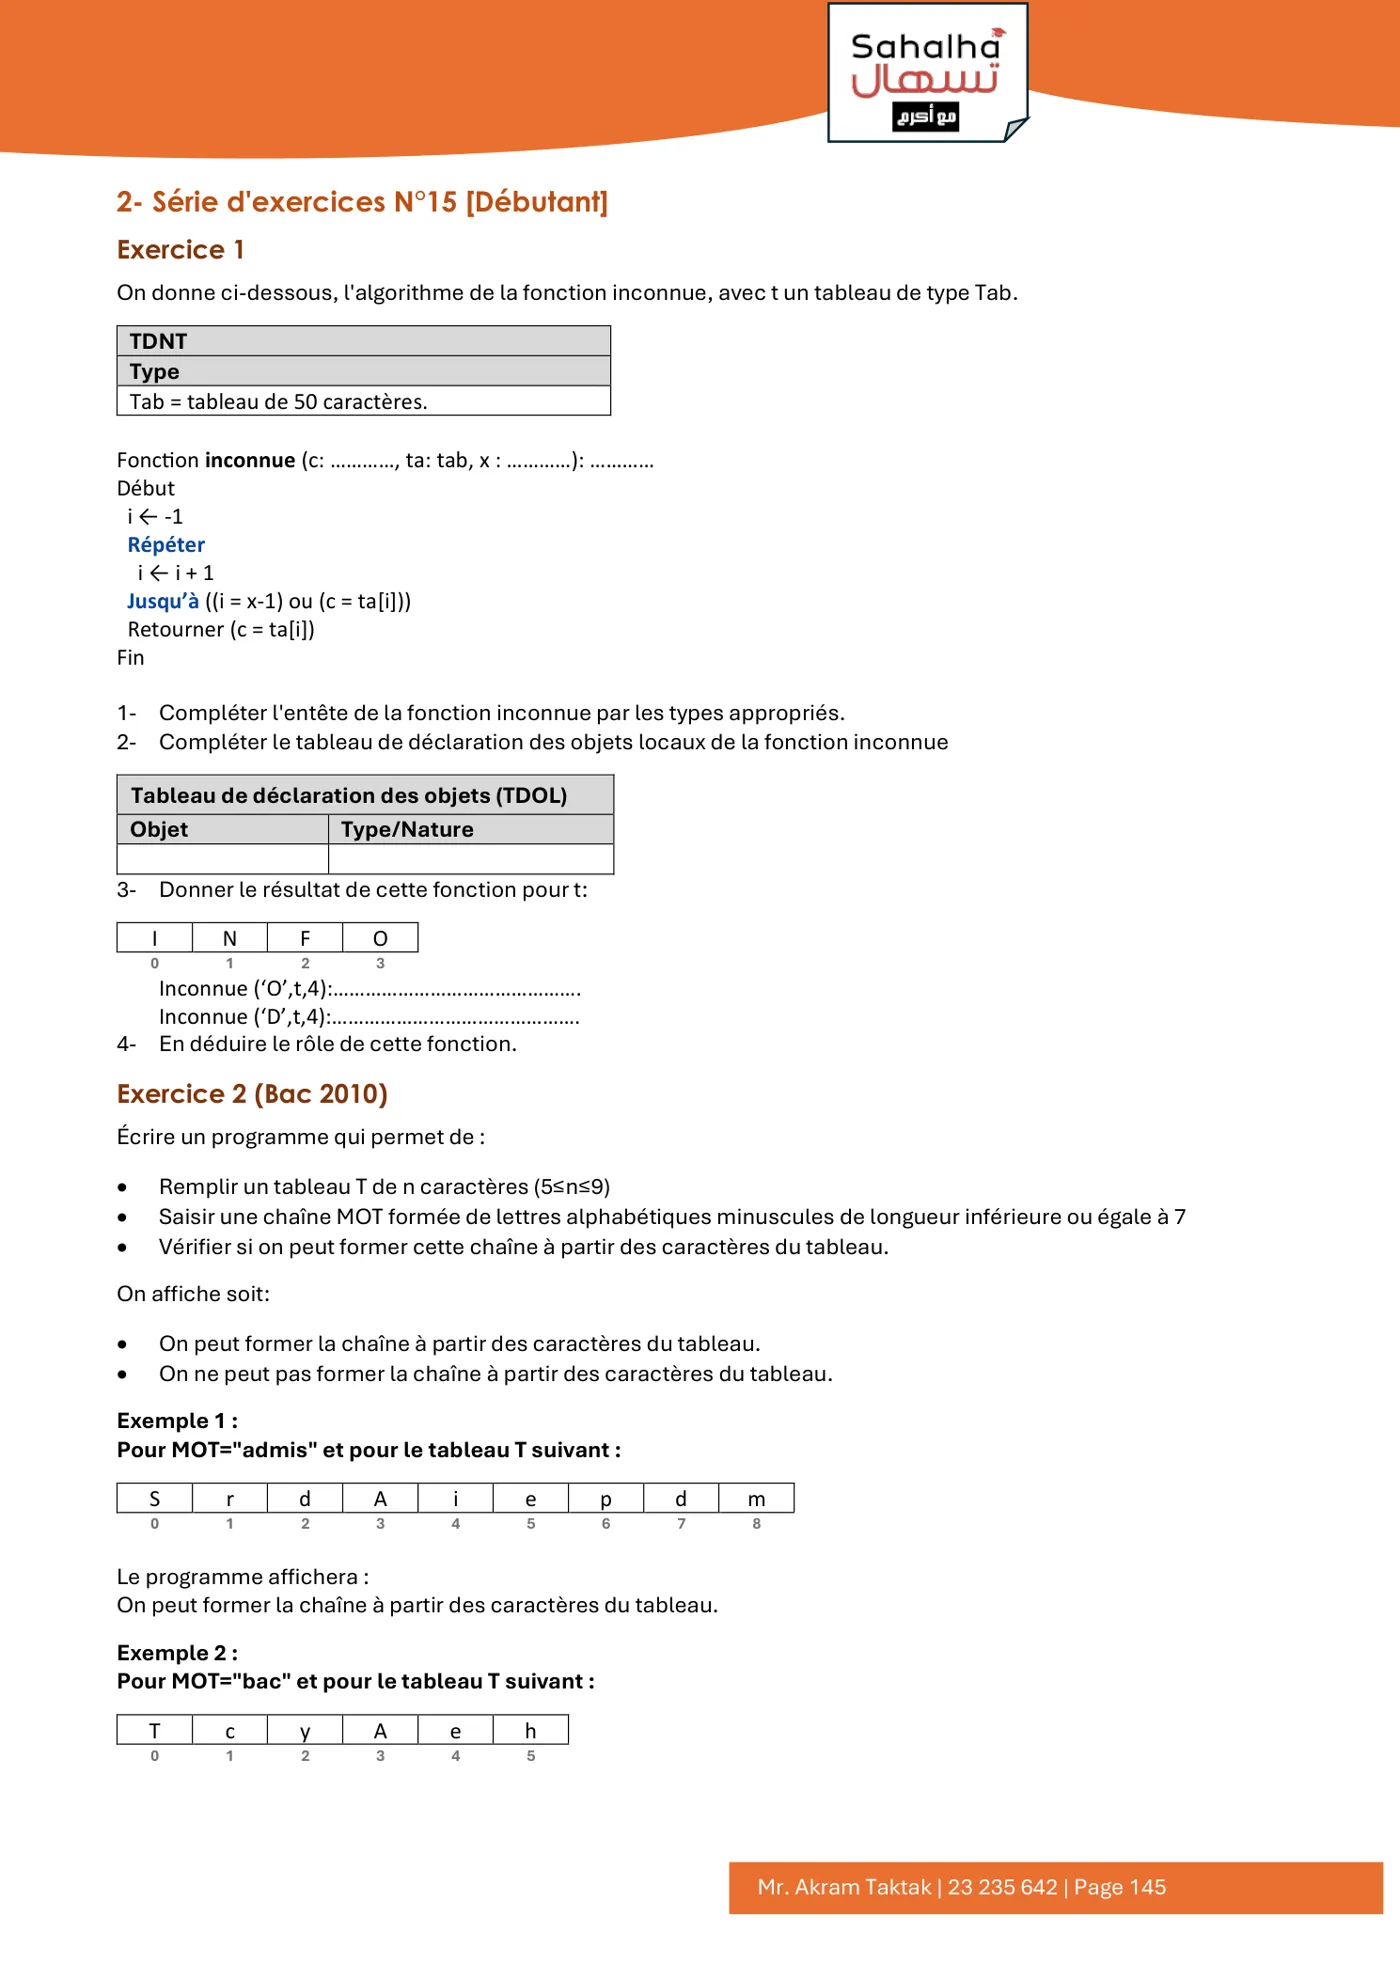 Sahalha
تسهال
مع أكرم
2- Série d'exercices N°15 [Débutant]
Exercice 1
On donne ci-dessous, l'algorithme de la fonction inconnue, avec t un tableau de type Tab.
TDNT
Type
Tab = tableau de 50 caractères.
Fonction inconnue (c: …………, ta: tab, x : …………): …………
Début
i ← -1
Répéter
i ← i + 1
Jusqu’à ((i = x-1) ou (c = ta[i]))
Retourner (c = ta[i])
Fin
1- Compléter l'entête de la fonction inconnue par les types appropriés.
2- Compléter le tableau de déclaration des objets locaux de la fonction inconnue
Tableau de déclaration des objets (TDOL)
Objet Type/Nature
3- Donner le résultat de cette fonction pour t:
I N F O
0 1 2 3
Inconnue (‘O’,t,4):……………………………………….
Inconnue (‘D’,t,4):……………………………………….
4- En déduire le rôle de cette fonction.
Exercice 2 (Bac 2010)
Écrire un programme qui permet de :
• Remplir un tableau T de n caractères (5≤n≤9)
• Saisir une chaîne MOT formée de lettres alphabétiques minuscules de longueur inférieure ou égale à 7
• Vérifier si on peut former cette chaîne à partir des caractères du tableau.
On affiche soit:
• On peut former la chaîne à partir des caractères du tableau.
• On ne peut pas former la chaîne à partir des caractères du tableau.
Exemple 1 :
Pour MOT="admis" et pour le tableau T suivant :
S r d A i e p d m
0 1 2 3 4 5 6 7 8
Le programme affichera :
On peut former la chaîne à partir des caractères du tableau.
Exemple 2 :
Pour MOT="bac" et pour le tableau T suivant :
T c y A e h
0 1 2 3 4 5
Mr. Akram Taktak | 23 235 642 | Page 145